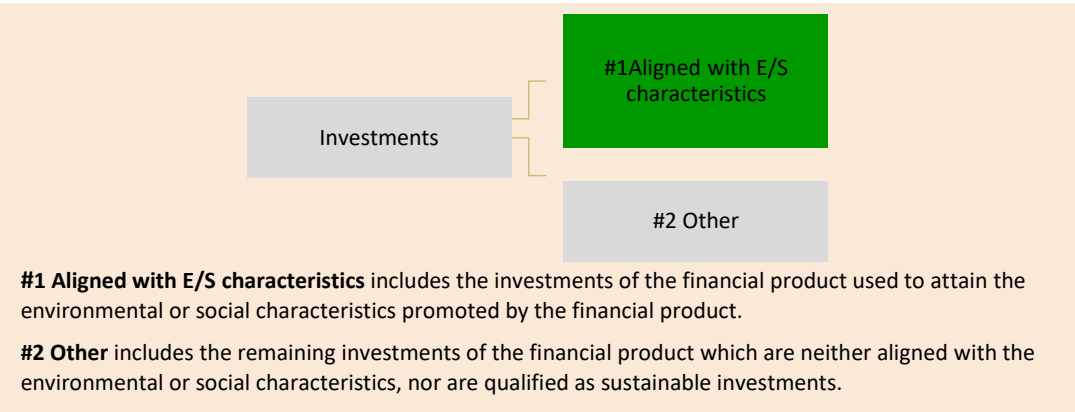 #1Aligned with E/S
characteristics
Investments
#2 Other
#1 Aligned with E/S characteristics includes the investments of the financial product used to attain the
environmental or social characteristics promoted by the financial product.
#2 Other includes the remaining investments of the financial product which are neither aligned with the
environmental or social characteristics, nor are qualified as sustainable investments.